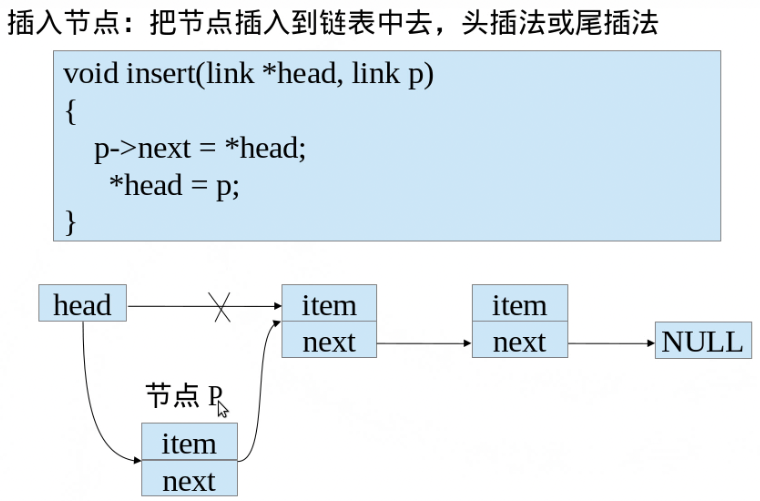 插入节点：把节点插入到链表中去，头插法或尾插法
void insert(link *head, link p)
{
p->next = *head;
*head = p;
}
head
item
next
item
next
NULL
节点 P
item
next